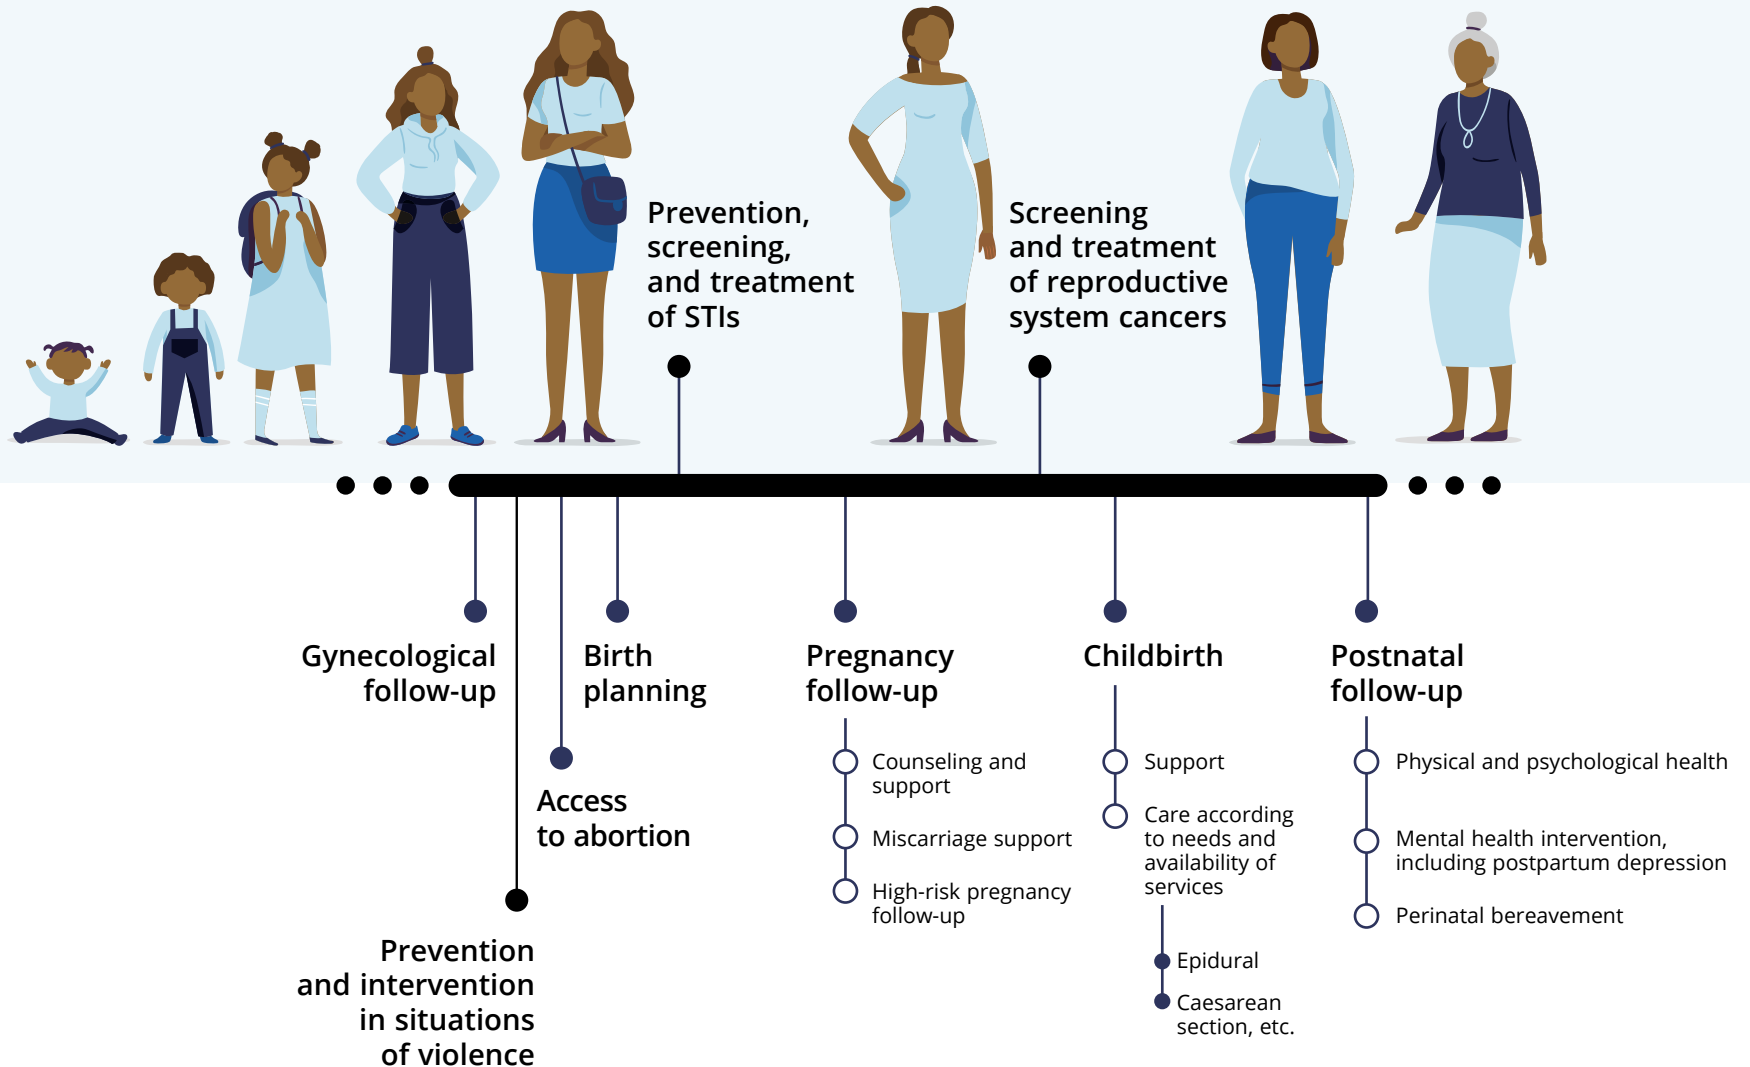 Prevention,
screening,
and treatment
of STIs
Screening
and treatment
of reproductive
system cancers
Gynecological
follow-up
Prevention
and intervention
in situations
of violence
Access
to abortion
Birth
planning
Pregnancy
follow-up
Counseling and
support
Miscarriage support
High-risk pregnancy
follow-up
Childbirth
Support
Care according
to needs and
availability of
services
Epidural
Caesarean
section, etc.
Postnatal
follow-up
Physical and psychological health
Mental health intervention,
including postpartum depression
Perinatal bereavement